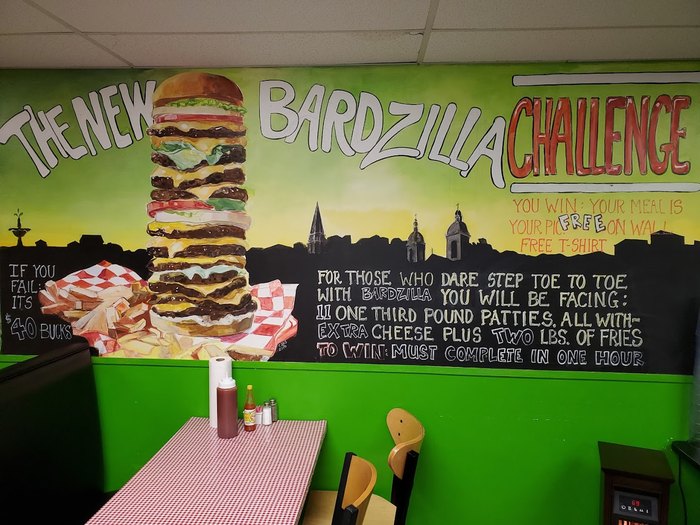 THE NEW BARDZILLA CHALLENGE
YOU WIN: YOUR MEAL IS
FREE
YOUR PIC ON WALL
FREE T-SHIRT
IF YOU
FAIL:
IT'S
$40 BUCKS
FOR THOSE WHO DARE STEP TOE TO TOE
WITH BARDZILLA YOU WILL BE FACING:
11 ONE THIRD POUND PATTIES. ALL WITH-
EXTRA CHEESE PLUS TWO LBS. OF FRIES
TO WIN: MUST COMPLETE IN ONE HOUR